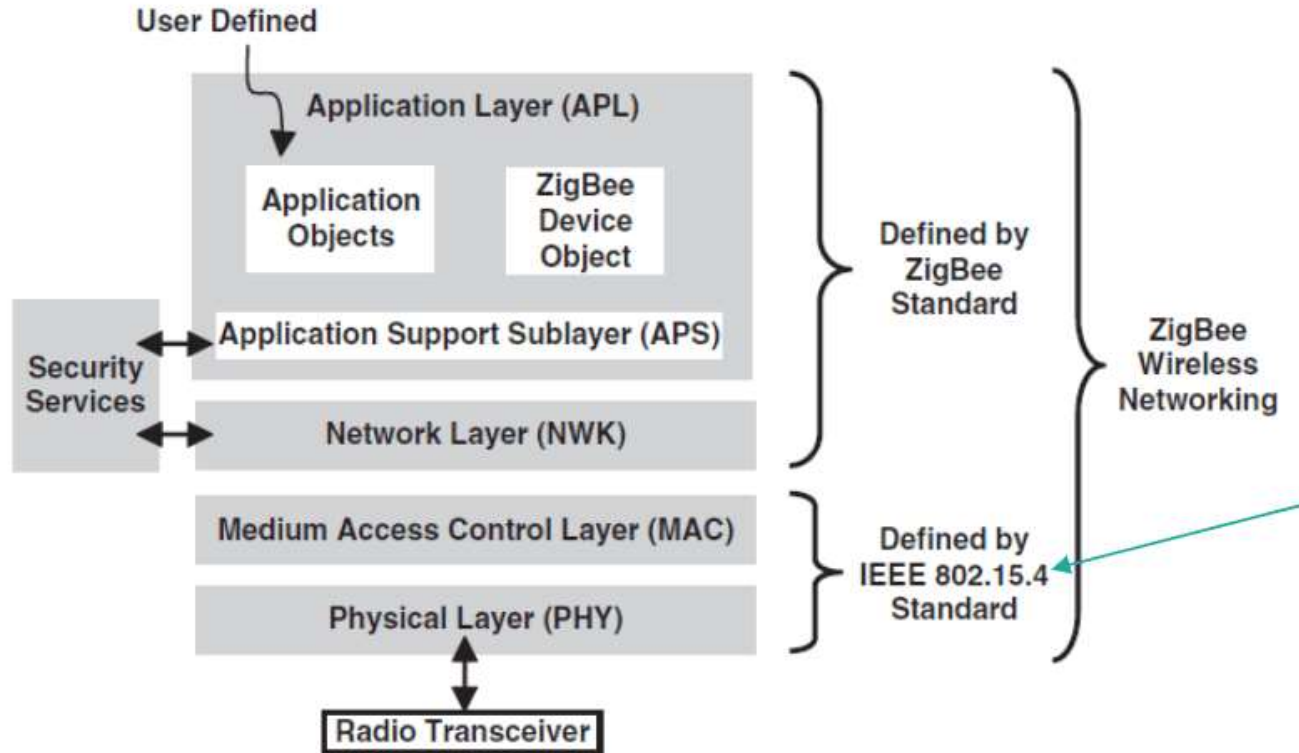 User Defined
Application Layer (APL)
Application
Objects
ZigBee
Device
Object
Application Support Sublayer (APS)
Security
Services
Network Layer (NWK)
Medium Access Control Layer (MAC)
Physical Layer (PHY)
Radio Transceiver
Defined by
ZigBee
Standard
Defined by
IEEE 802.15.4
Standard
ZigBee
Wireless
Networking